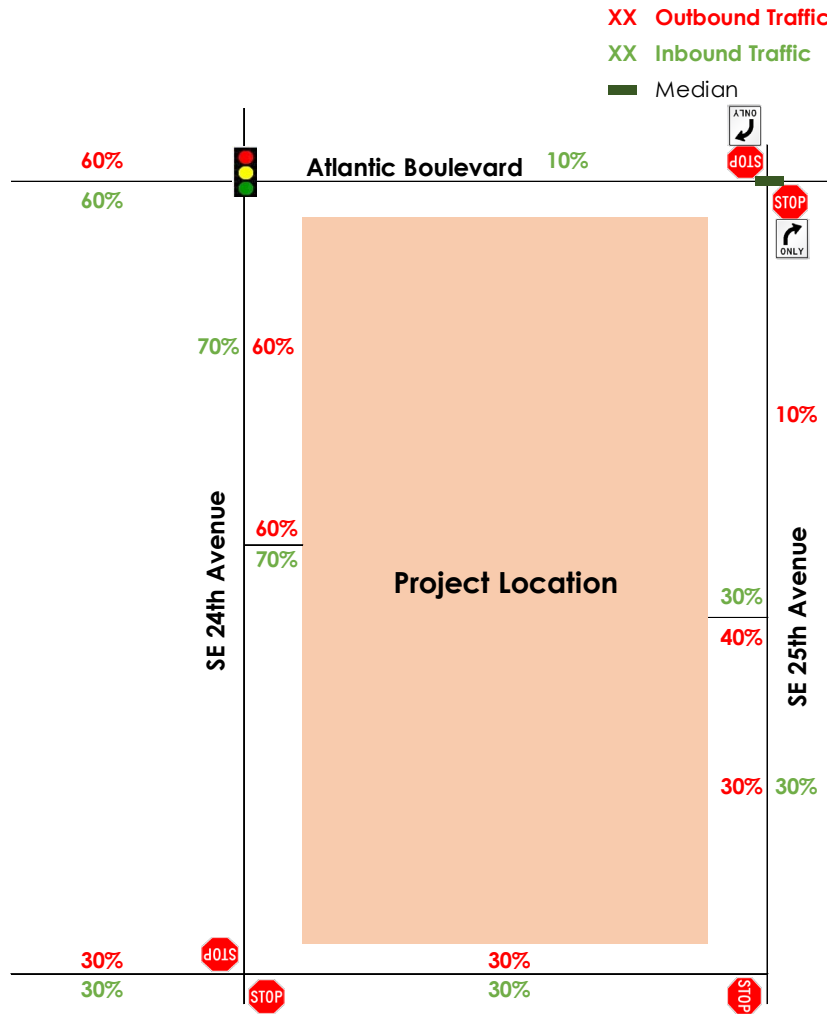 XX Outbound Traffic
XX Inbound Traffic
Median
ONLY
STOP
60%
Atlantic Boulevard
10%
60%
STOP
ONLY
70%
60%
10%
SE 24th Avenue
60%
70%
Project Location
SE 25th Avenue
30%
40%
30%
30%
STOP
30%
30%
30%
30%
STOP
STOP